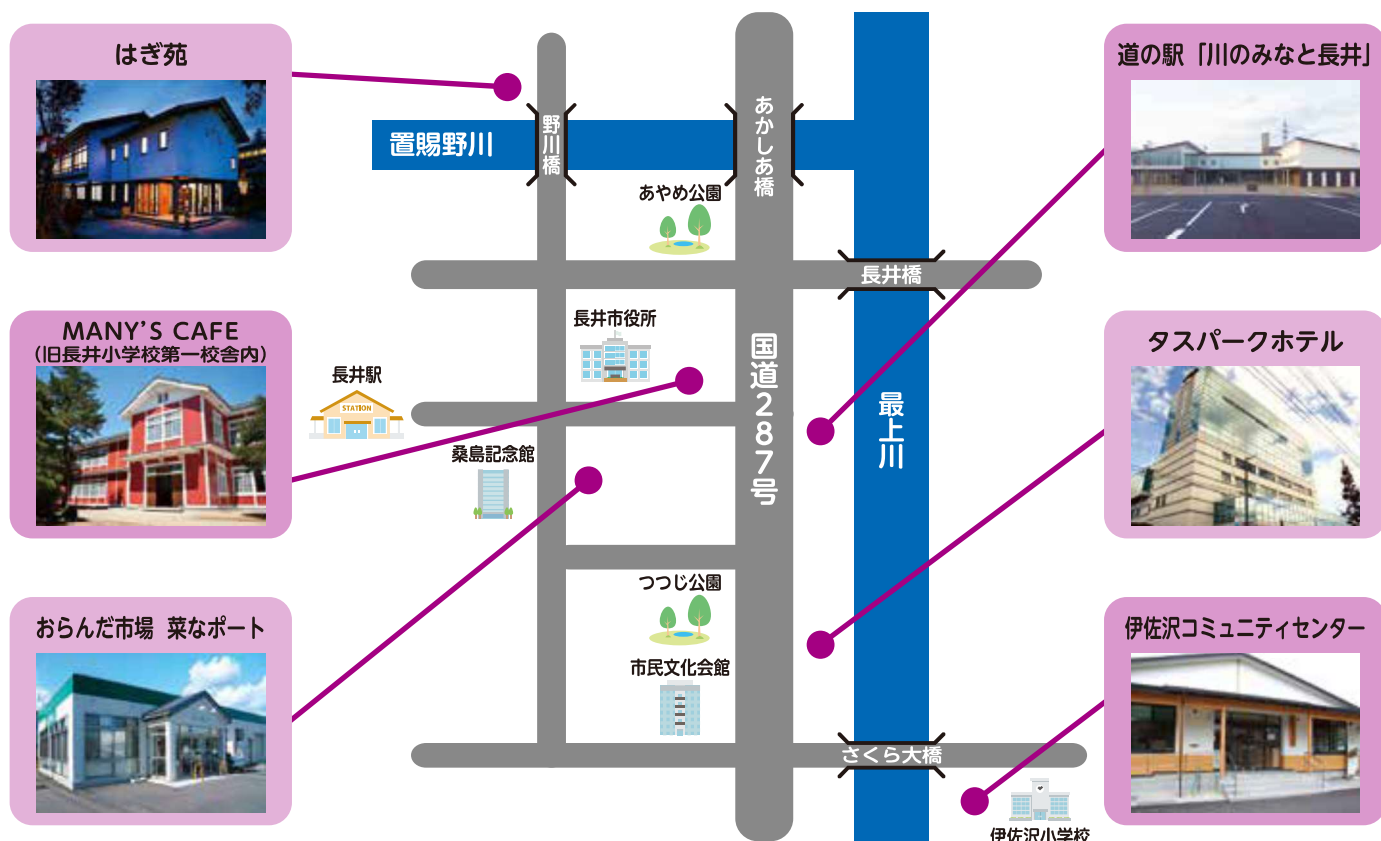 はぎ苑
道の駅「川のみなと長井」
あかしあ橋
野川橋
置賜野川
あやめ公園
長井橋
MANY'S CAFE
(旧長井小学校第一校舎内)
長井市役所
国道287号
タスパークホテル
長井駅
STATION
最上川
桑島記念館
つつじ公園
おらんだ市場 菜なポート
伊佐沢コミュニティセンター
市民文化会館
さくら大橋
伊佐沢小学校